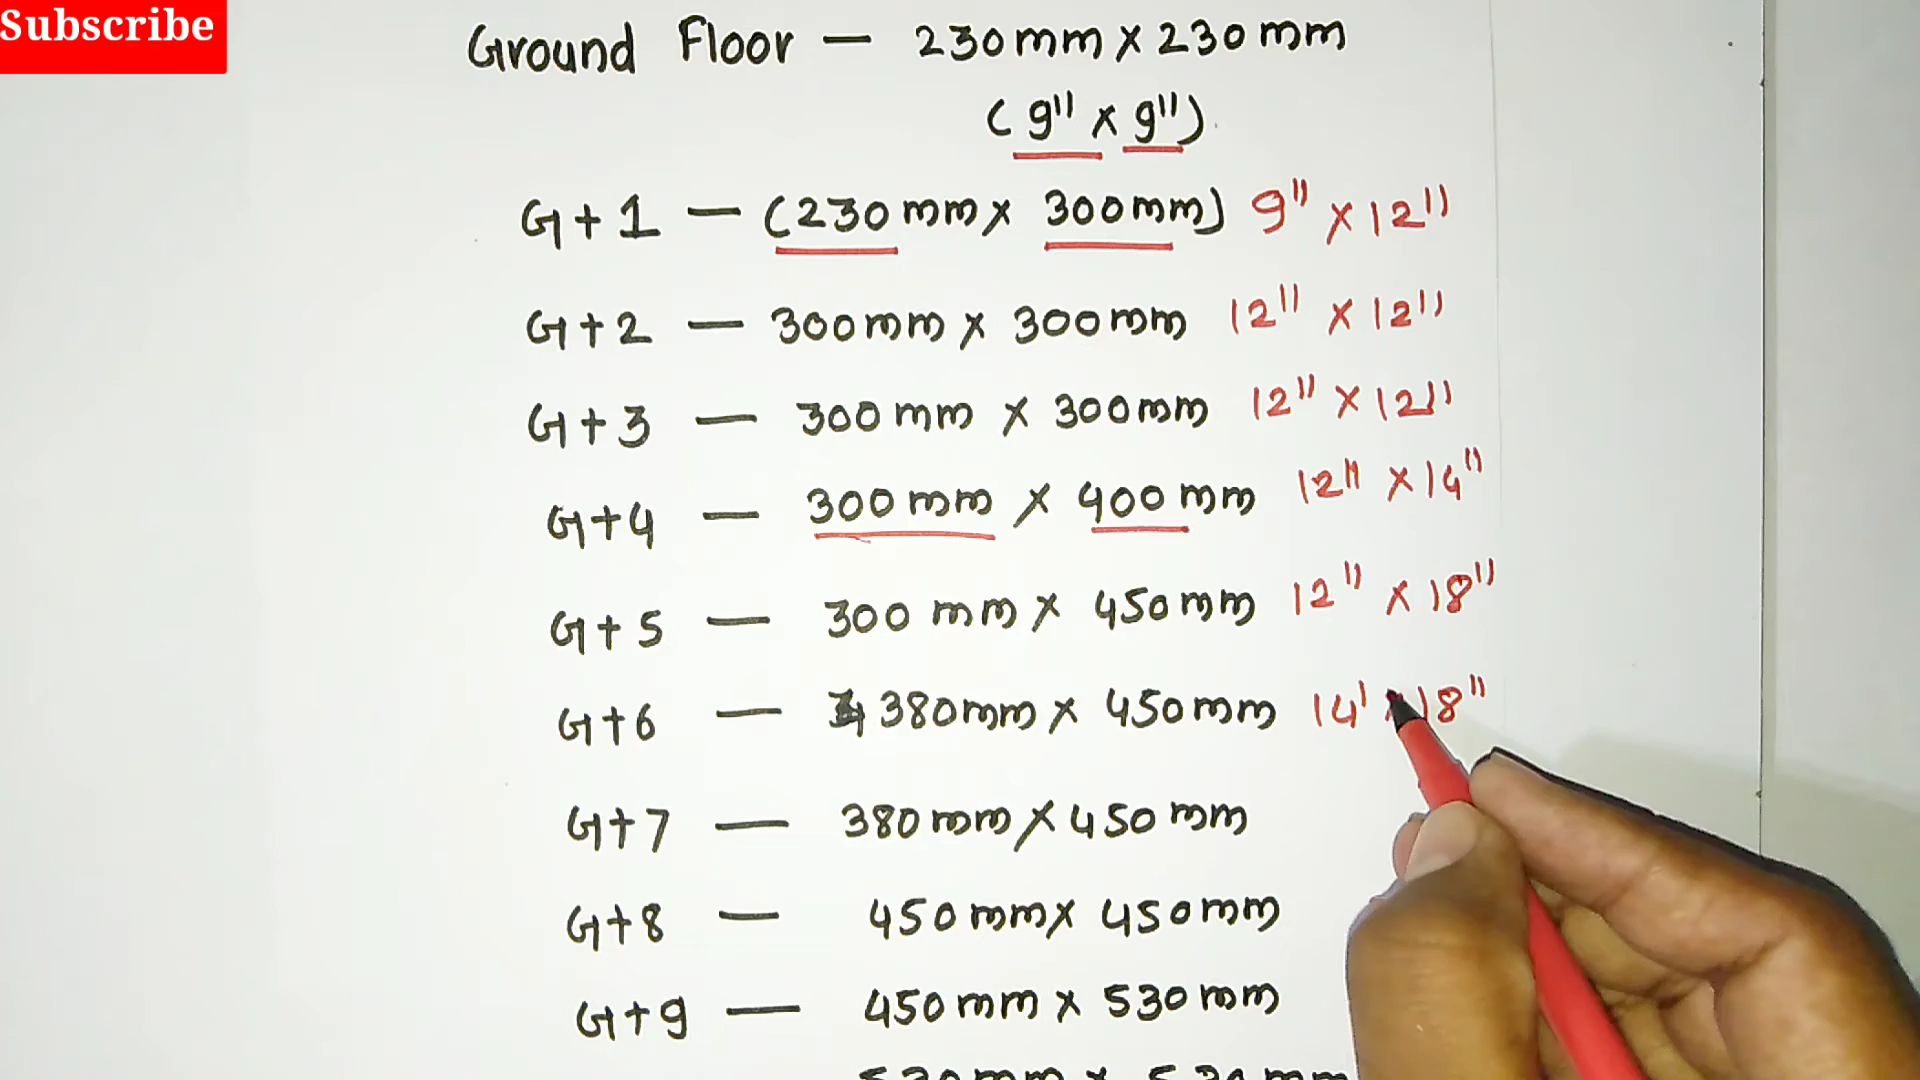 Subscribe
Ground Floor — 230mm x 230mm
(9" x 9")
G+1 — (230mm x 300mm) 9" x 12"
G+2 — 300mm x 300mm 12" x 12"
G+3 — 300mm x 300mm 12" x 12"
G+4 — 300mm x 400mm 12" x 14"
G+5 — 300mm x 450mm 12" x 18"
G+6 — 380mm x 450mm 14' x 18"
G+7 — 380mm x 450mm
G+8 — 450mm x 450mm
G+9 — 450mm x 530mm
530mm x 530mm